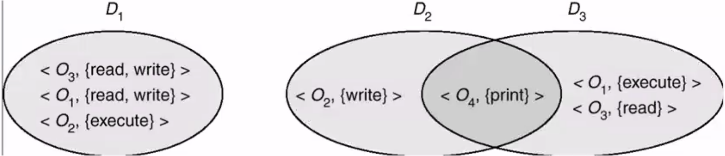 D₁
D₂
D₃
< O₃, {read, write} >
< O₁, {read, write} >
< O₂, {execute} >
< O₂, {write} >
< O₄, {print} >
< O₁, {execute} >
< O₃, {read} >